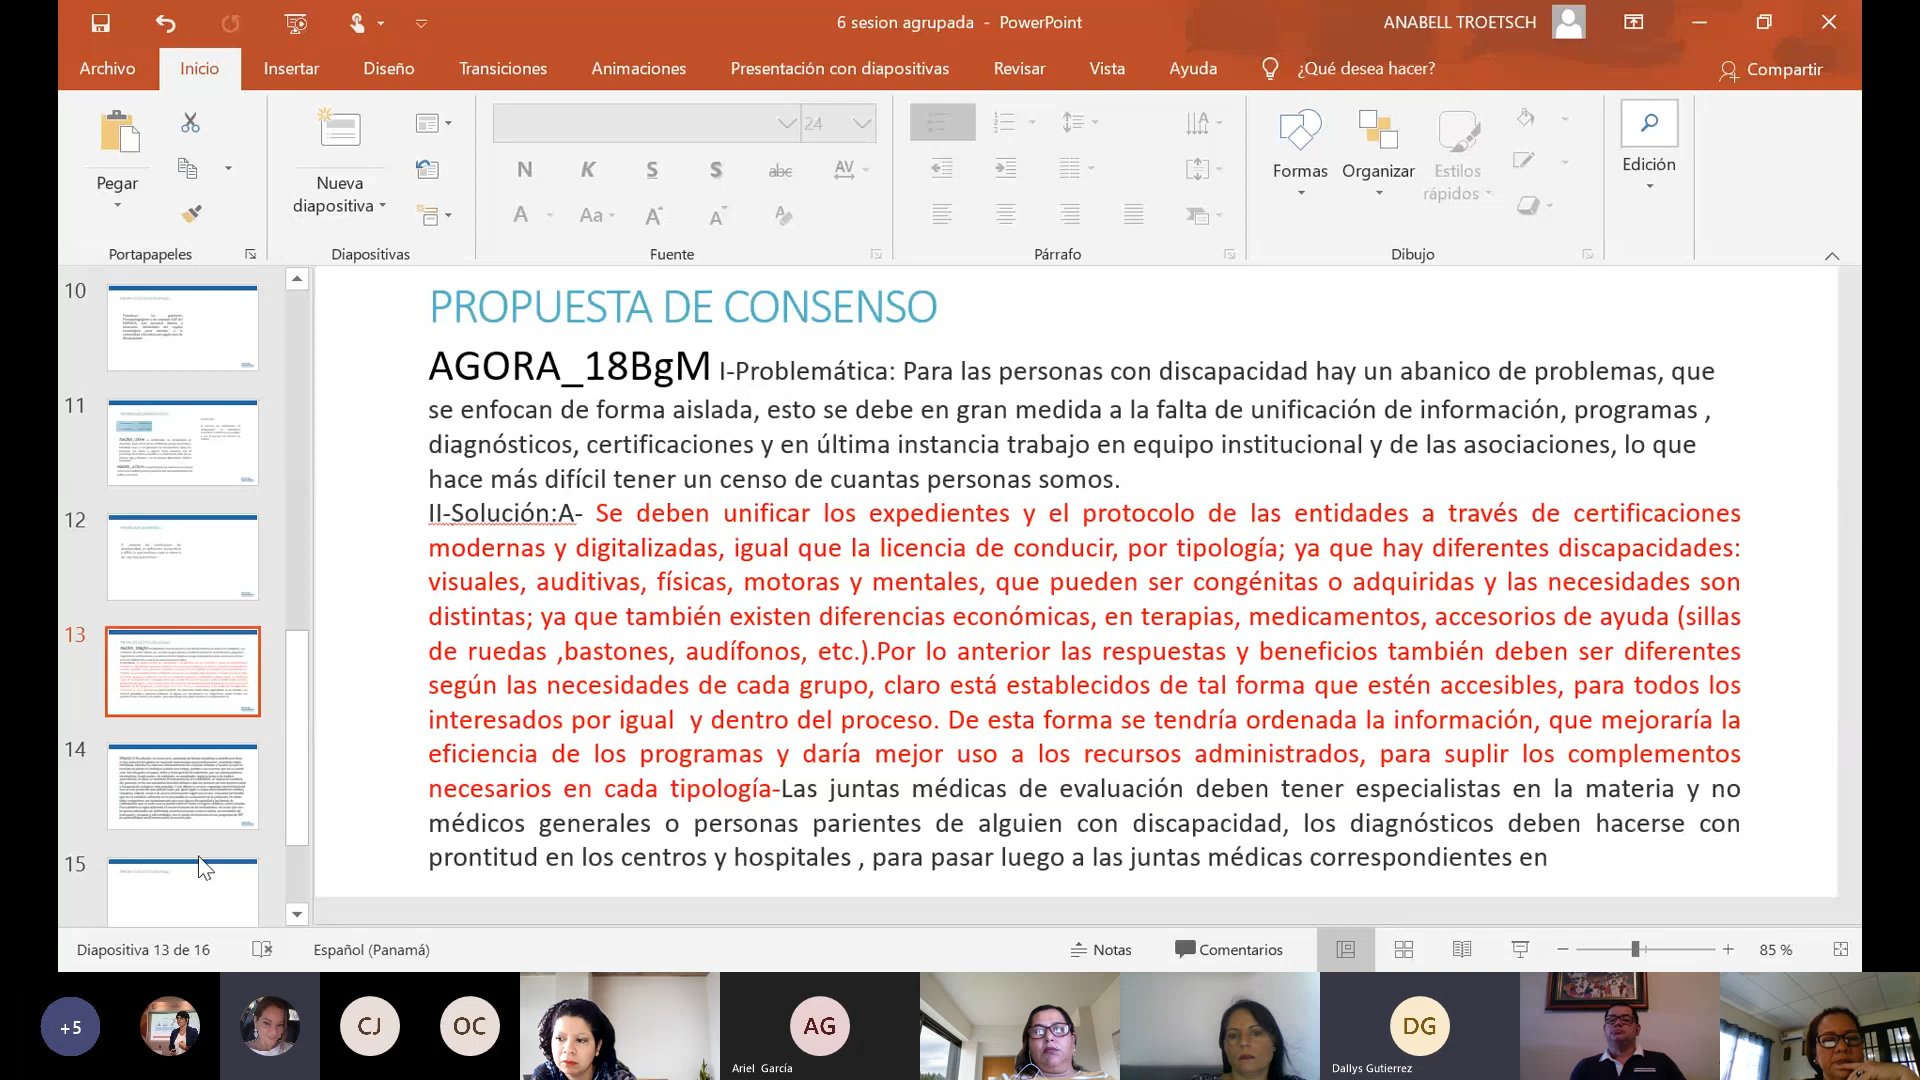 6 sesion agrupada - PowerPoint
ANABELL TROETSCH
Archivo Inicio Insertar Diseño Transiciones Animaciones Presentación con diapositivas Revisar Vista Ayuda ¿Qué desea hacer? Compartir
24
Pegar
Nueva diapositiva
N K S S abc AV
A Aa A A
Formas Organizar Estilos rápidos
Edición
Portapapeles Diapositivas Fuente Párrafo Dibujo
10
11
12
13
14
15
PROPUESTA DE CONSENSO
AGORA_18BgM I-Problemática: Para las personas con discapacidad hay un abanico de problemas, que
se enfocan de forma aislada, esto se debe en gran medida a la falta de unificación de información, programas ,
diagnósticos, certificaciones y en última instancia trabajo en equipo institucional y de las asociaciones, lo que
hace más difícil tener un censo de cuantas personas somos.
II-Solución:A- Se deben unificar los expedientes y el protocolo de las entidades a través de certificaciones
modernas y digitalizadas, igual que la licencia de conducir, por tipología; ya que hay diferentes discapacidades:
visuales, auditivas, físicas, motoras y mentales, que pueden ser congénitas o adquiridas y las necesidades son
distintas; ya que también existen diferencias económicas, en terapias, medicamentos, accesorios de ayuda (sillas
de ruedas ,bastones, audífonos, etc.).Por lo anterior las respuestas y beneficios también deben ser diferentes
según las necesidades de cada grupo, claro está establecidos de tal forma que estén accesibles, para todos los
interesados por igual y dentro del proceso. De esta forma se tendría ordenada la información, que mejoraría la
eficiencia de los programas y daría mejor uso a los recursos administrados, para suplir los complementos
necesarios en cada tipología-Las juntas médicas de evaluación deben tener especialistas en la materia y no
médicos generales o personas parientes de alguien con discapacidad, los diagnósticos deben hacerse con
prontitud en los centros y hospitales , para pasar luego a las juntas médicas correspondientes en
Diapositiva 13 de 16 Español (Panamá) Notas Comentarios 85 %
+5 CJ OC AG DG
Ariel García
Dallys Gutierrez